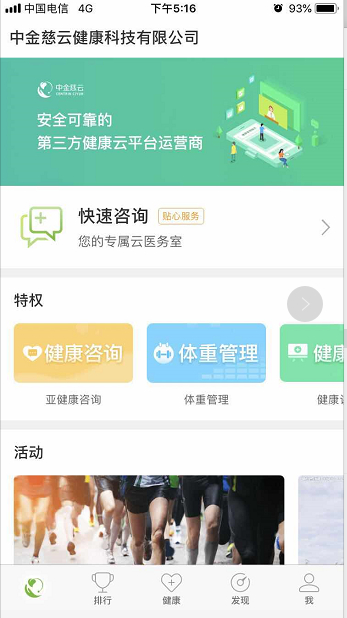 中国电信 4G 下午5:16 93%
中金慈云健康科技有限公司
中金慈云
安全可靠的
第三方健康云平台运营商
快速咨询 贴心服务
您的专属云医务室
特权
健康咨询 体重管理 健康
亚健康咨询 体重管理
活动
排行 健康 发现 我